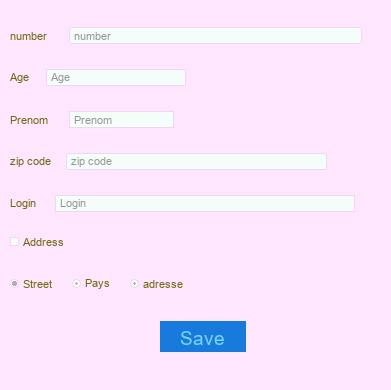 number number
Age Age
Prenom Prenom
zip code zip code
Login Login
Address
Street Pays adresse
Save